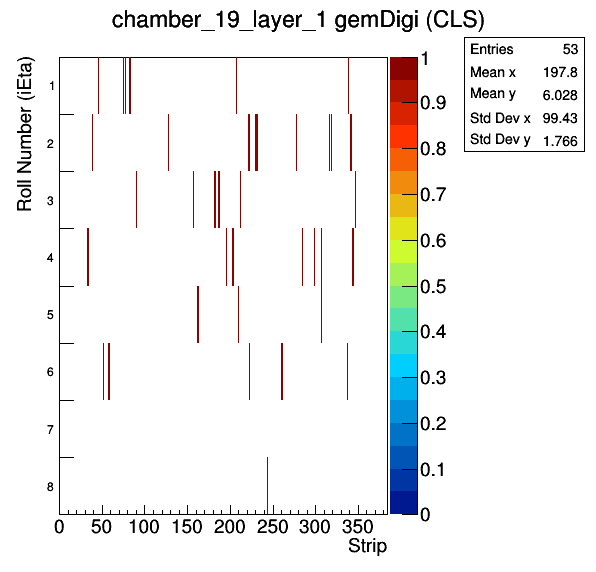 chamber_19_layer_1 gemDigi (CLS)
Entries 53
Mean x 197.8
Mean y 6.028
Std Dev x 99.43
Std Dev y 1.766
Roll Number (iEta)
1
2
3
4
5
6
7
8
0 50 100 150 200 250 300 350
Strip
1
0.9
0.8
0.7
0.6
0.5
0.4
0.3
0.2
0.1
0